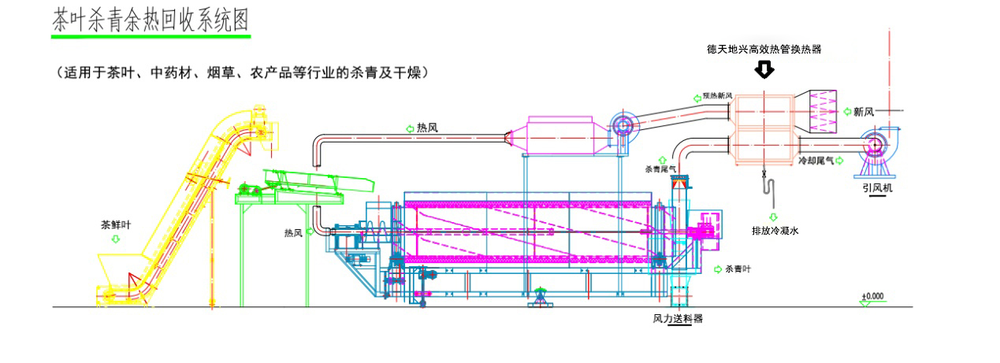 茶叶杀青余热回收系统图
（适用于茶叶、中药材、烟草、农产品等行业的杀青及干燥）
德天地兴高效热管换热器
预热新风
新风
热风
冷却尾气
杀青尾气
引风机
茶鲜叶
热风
排放冷凝水
杀青叶
±0.000
风力送料器